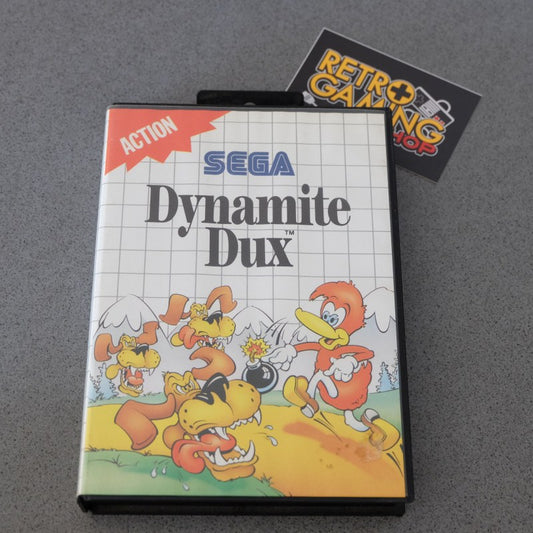 RETRO
GAMING
SHOP
ACTION
SEGA
Dynamite
Dux™